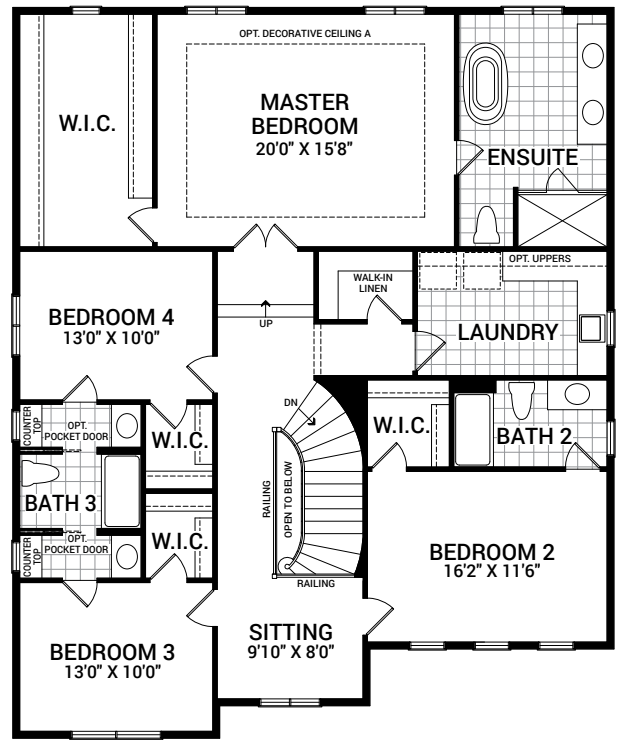 OPT. DECORATIVE CEILING A
W.I.C.
MASTER
BEDROOM
20'0" X 15'8"
ENSUITE
WALK-IN
LINEN
OPT. UPPERS
LAUNDRY
UP
BEDROOM 4
13'0" X 10'0"
COUNTER
TOP
OPT.
POCKET DOOR
W.I.C.
DN
W.I.C.
BATH 2
BATH 3
RAILING
OPEN TO BELOW
COUNTER
TOP
OPT.
POCKET DOOR
W.I.C.
RAILING
BEDROOM 2
16'2" X 11'6"
BEDROOM 3
13'0" X 10'0"
SITTING
9'10" X 8'0"